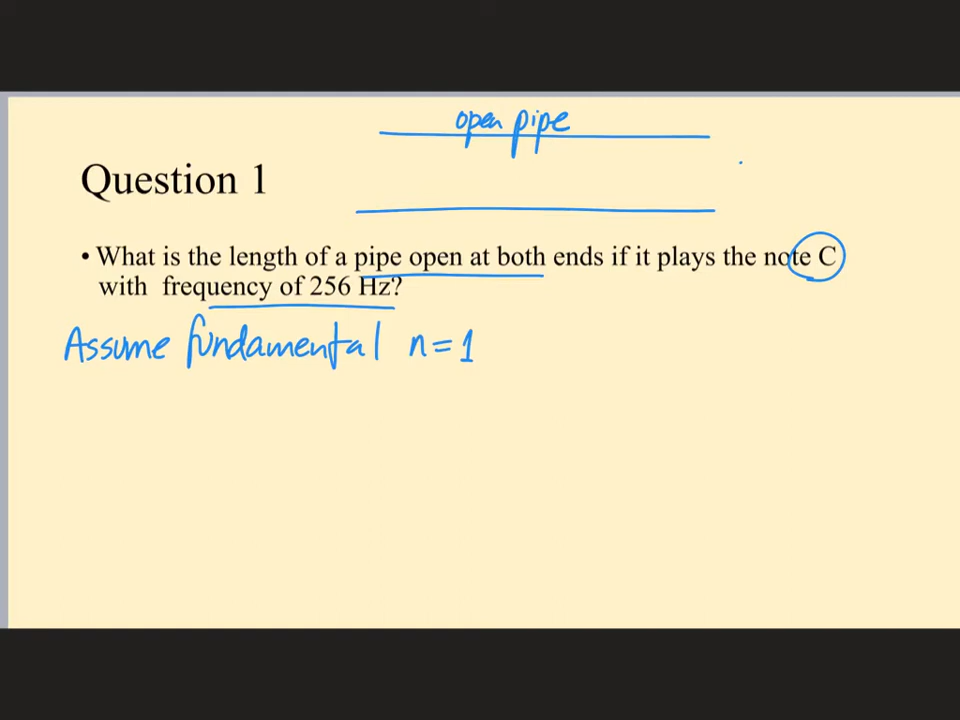 open pipe
Question 1
• What is the length of a pipe open at both ends if it plays the note C
with frequency of 256 Hz?
Assume fundamental n = 1